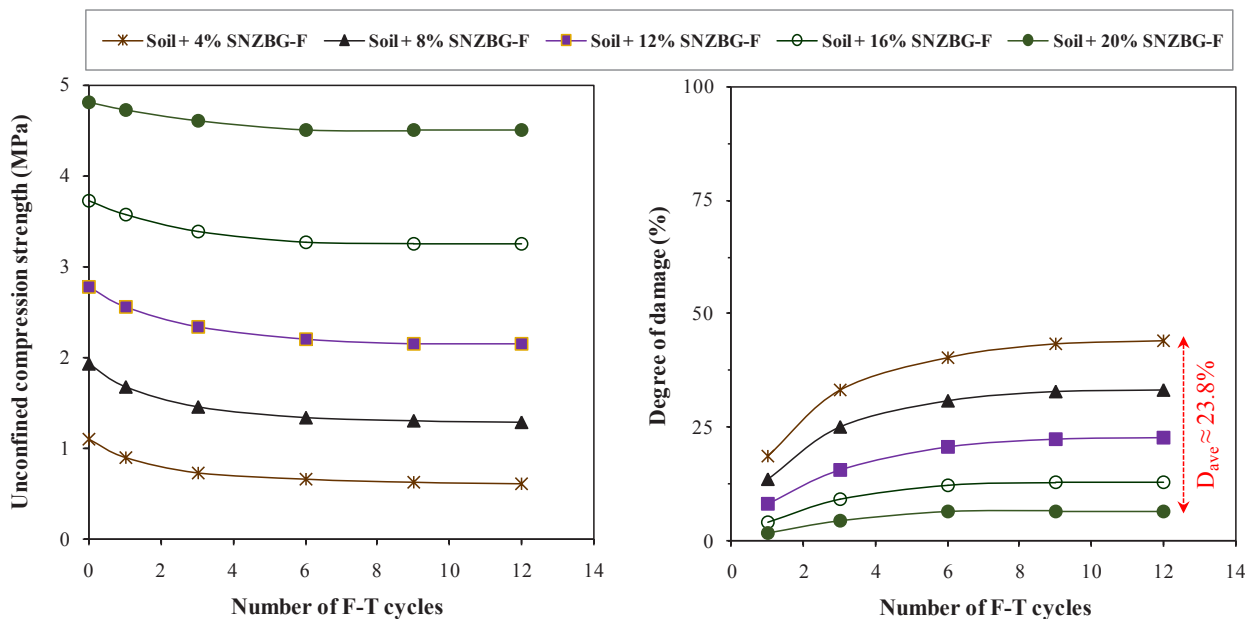 Soil + 4% SNZBG-F Soil + 8% SNZBG-F Soil + 12% SNZBG-F Soil + 16% SNZBG-F Soil + 20% SNZBG-F
Unconfined compression strength (MPa)
5
4
3
2
1
0
0 2 4 6 8 10 12 14
Number of F-T cycles
Degree of damage (%)
100
75
50
25
0
0 2 4 6 8 10 12 14
Number of F-T cycles
Dave ≈ 23.8%